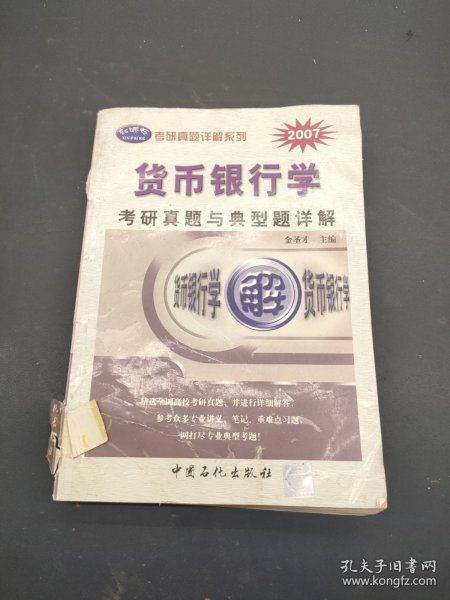 考研真题详解系列
2007
货币银行学
考研真题与典型题详解
金圣才 主编
货币银行学 解 货币银行学
精选全国高校考研真题，并进行详细解答，
参考众多专业讲义、笔记、重难点习题，
一网打尽专业典型考题！
中国石化出版社
孔夫子旧书网
www.kongfz.com